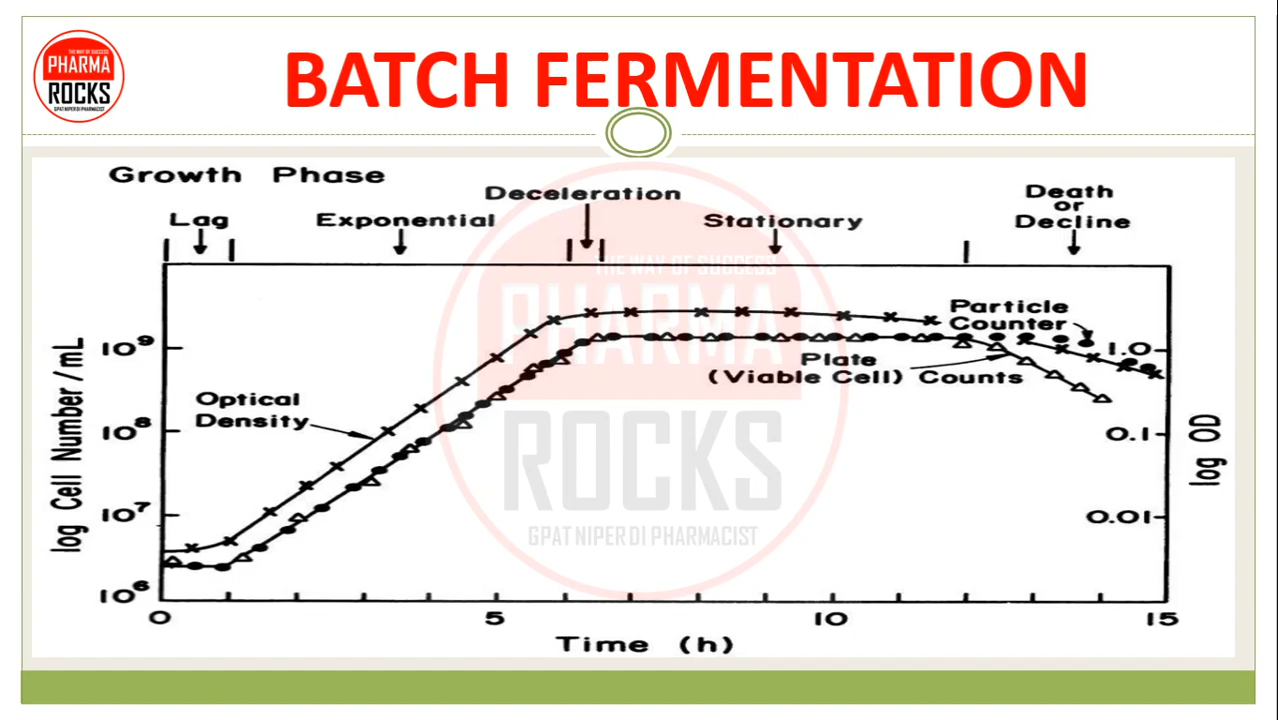 THE WAY OF SUCCESS
PHARMA
ROCKS
GPAT NIPER DI PHARMACIST
BATCH FERMENTATION
Growth Phase
Lag
Exponential
Deceleration
Stationary
Death
or
Decline
THE WAY OF SUCCESS
PHARMA
ROCKS
GPAT NIPER DI PHARMACIST
Optical
Density
Particle
Counter
Plate
(Viable Cell) Counts
log Cell Number/mL
10⁹
10⁸
10⁷
10⁶
1.0
0.1
0.01
log OD
0 5 10 15
Time (h)